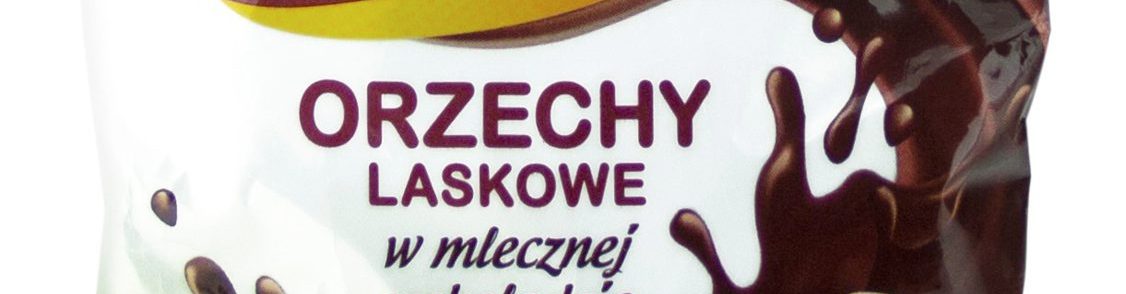 ORZECHY
LASKOWE
w mlecznej